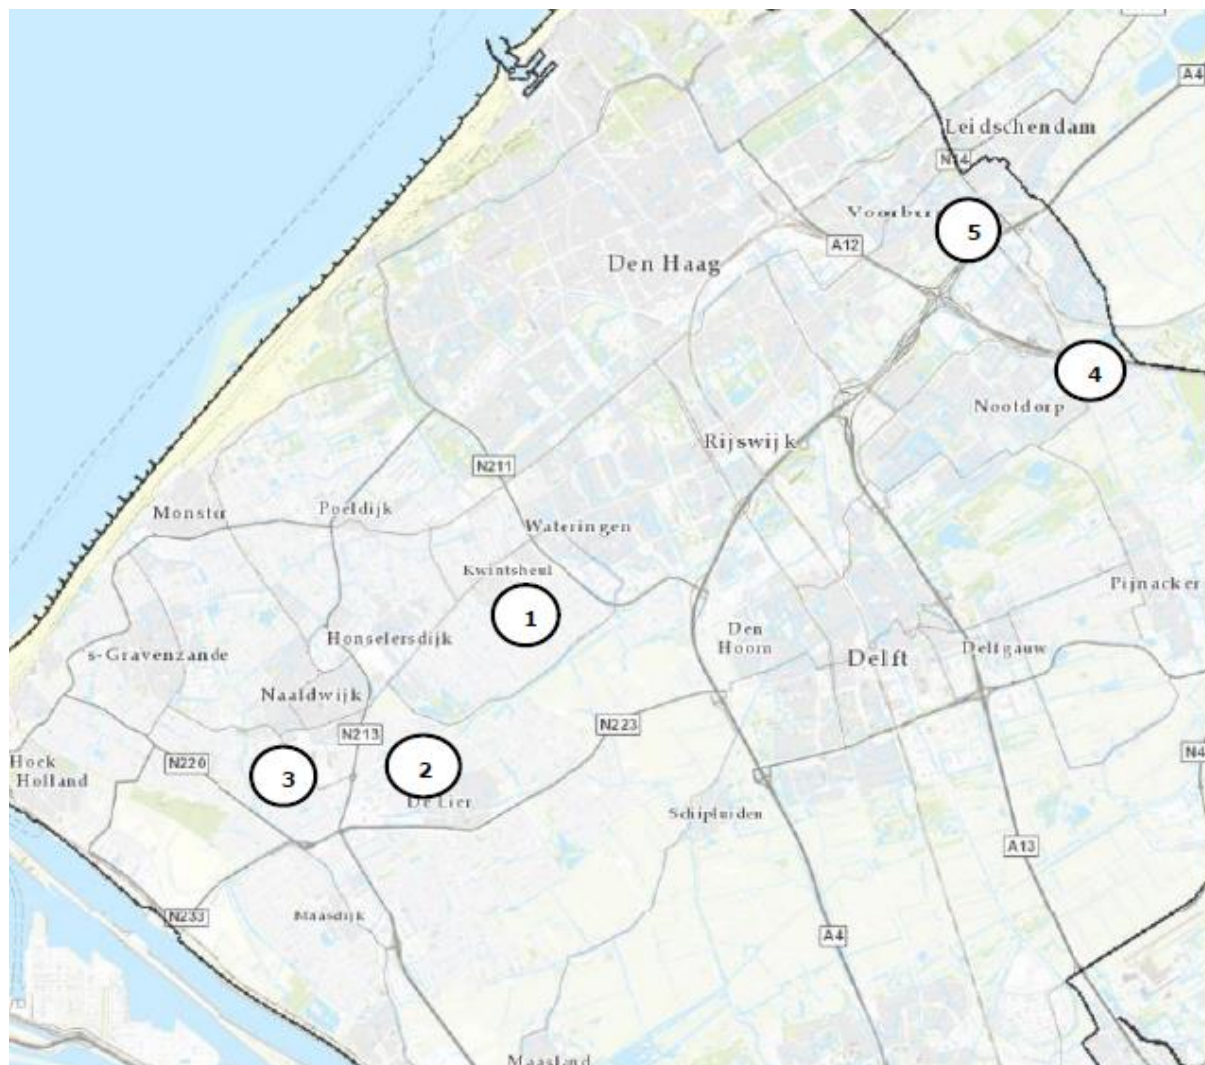 A4
Leidschendam
N14
Voorbur
5
A12
Den Haag
4
Nootdorp
Rijswijk
N211
Monster
Poeldijk
Wateringen
Kwintsheul
Pijnacker
1
Den
Hoorn
Honselersdijk
s-Gravenzande
Delft
Delfgauw
Naaldwijk
N223
N213
N4
Hoek
Holland
N220
3
2
De Lier
Schipluiden
A13
N233
Maasdijk
A4
Maasland